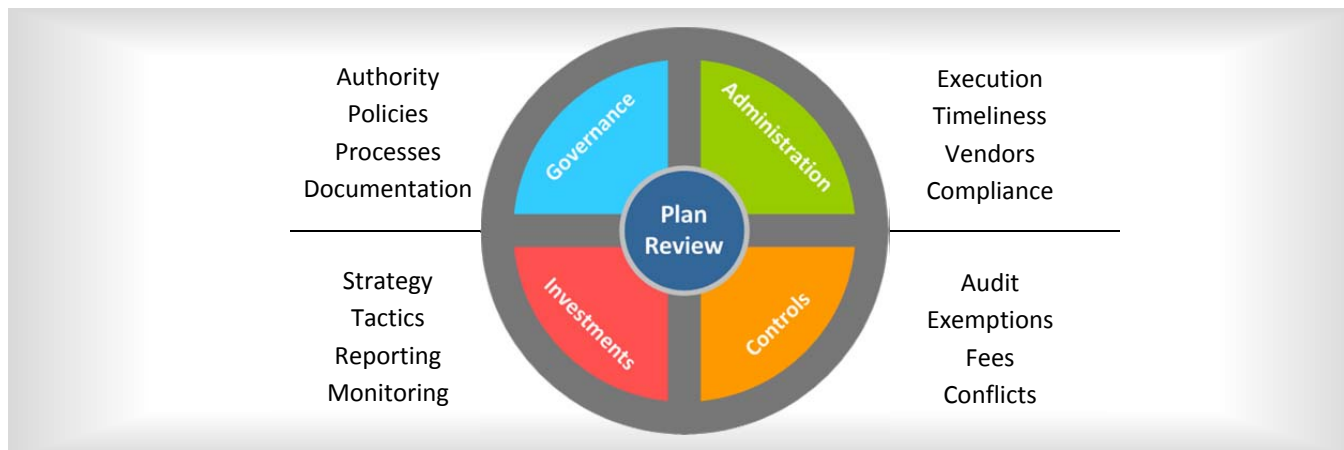 Authority
Policies
Processes
Documentation
Governance
Administration
Execution
Timeliness
Vendors
Compliance
Plan
Review
Strategy
Tactics
Reporting
Monitoring
Investments
Controls
Audit
Exemptions
Fees
Conflicts